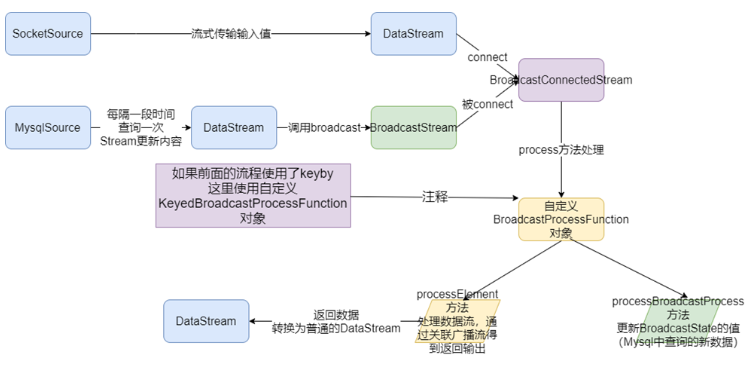 SocketSource
流式传输输入值
DataStream
connect
BroadcastConnectedStream
MysqlSource
每隔一段时间
查询一次
Stream更新内容
DataStream
调用broadcast
BroadcastStream
被connect
process方法处理
如果前面的流程使用了keyby
这里使用自定义
KeyedBroadcastProcessFunction
对象
注释
自定义
BroadcastProcessFunction
对象
processElement
方法
处理数据流，通
过关联广播流得
到返回输出
processBroadcastProcess
方法
更新BroadcastState的值
（Mysql中查询的新数据）
返回数据
转换为普通的DataStream
DataStream